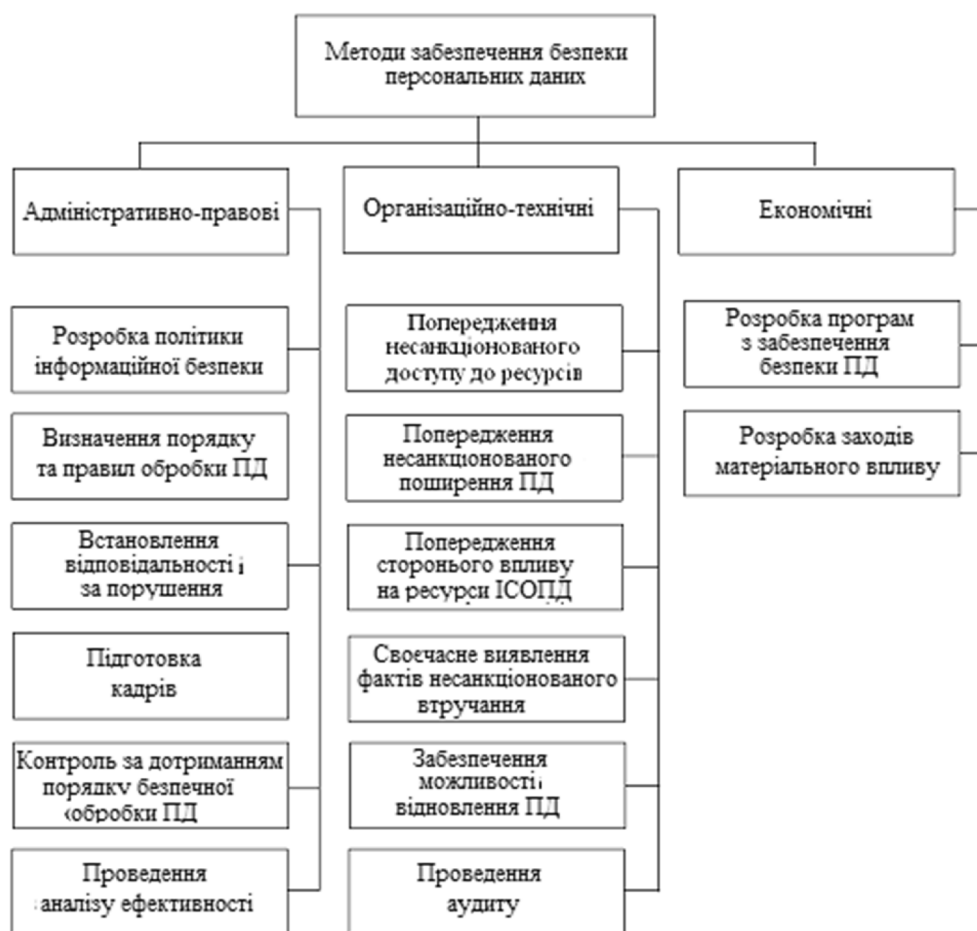 Методи забезпечення безпеки
персональних даних
Адміністративно-правові
Організаційно-технічні
Економічні
Розробка політики
інформаційної безпеки
Визначення порядку
та правил обробки ПД
Встановлення
відповідальності
за порушення
Підготовка
кадрів
Контроль за дотриманням
порядку безпечної
обробки ПД
Проведення
аналізу ефективності
Попередження
несанкціонованого
доступу до ресурсів
Попередження
несанкціонованого
поширення ПД
Попередження
стороннього впливу
на ресурси ІСОПД
Своєчасне виявлення
фактів несанкціонованого
втручання
Забезпечення
можливості
відновлення ПД
Проведення
аудиту
Розробка програм
з забезпечення
безпеки ПД
Розробка заходів
матеріального впливу